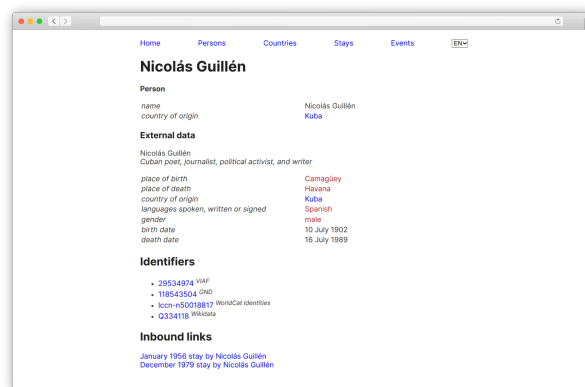 Home Persons Countries Stays Events EN
Nicolás Guillén
Person
name Nicolás Guillén
country of origin Kuba
External data
Nicolás Guillén
Cuban poet, journalist, political activist, and writer
place of birth Camagüey
place of death Havana
country of origin Kuba
languages spoken, written or signed Spanish
gender male
birth date 10 July 1902
death date 16 July 1989
Identifiers
29534974 VIAF
118543504 GND
lccn-n50018817 WorldCat Identities
Q334118 Wikidata
Inbound links
January 1956 stay by Nicolás Guillén
December 1979 stay by Nicolás Guillén